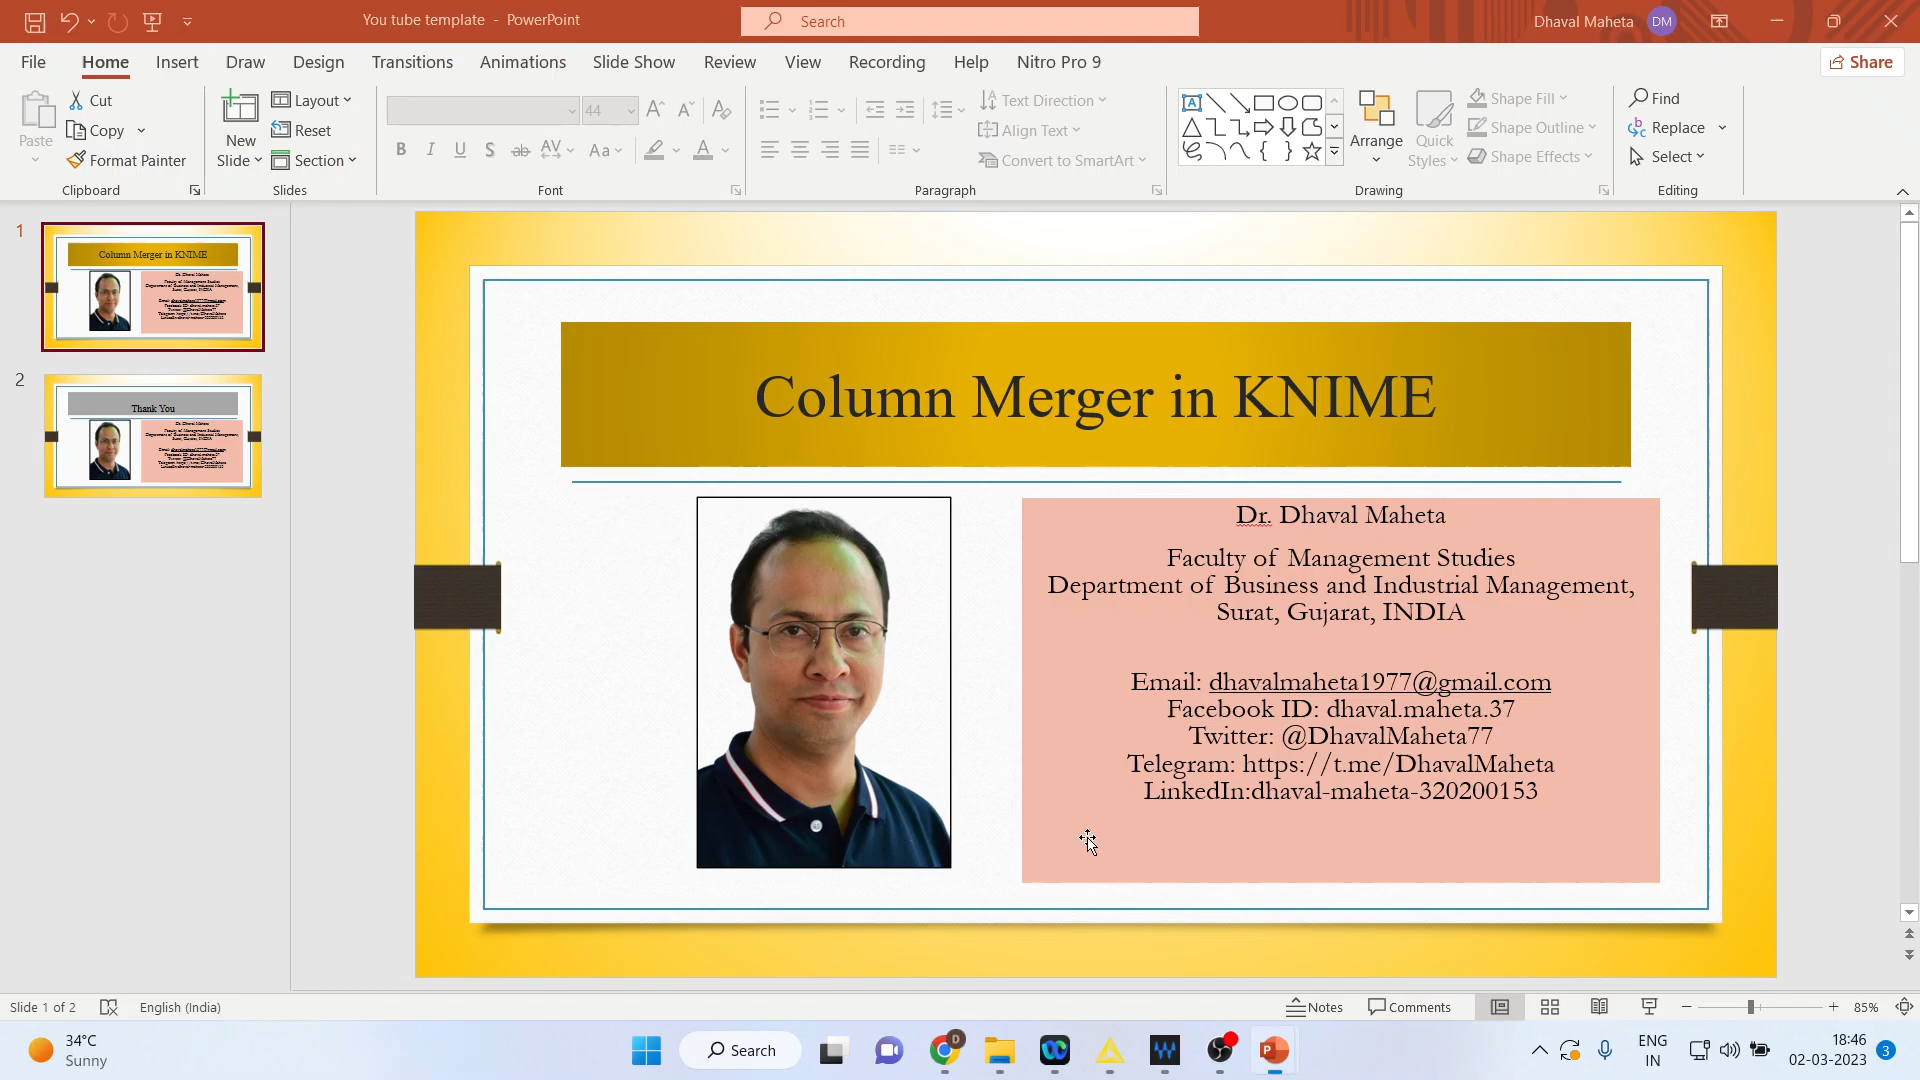 You tube template - PowerPoint
Search
Dhaval Maheta DM
File Home Insert Draw Design Transitions Animations Slide Show Review View Recording Help Nitro Pro 9 Share
Paste
Cut
Copy
Format Painter
Clipboard
New Slide
Layout
Reset
Section
Slides
44
B I U S ab AV Aa A
Font
Text Direction
Align Text
Convert to SmartArt
Paragraph
Arrange
Quick Styles
Shape Fill
Shape Outline
Shape Effects
Drawing
Find
Replace
Select
Editing
1
Column Merger in KNIME
2
Thank You
Column Merger in KNIME
Dr. Dhaval Maheta
Faculty of Management Studies
Department of Business and Industrial Management,
Surat, Gujarat, INDIA
Email: dhavalmaheta1977@gmail.com
Facebook ID: dhaval.maheta.37
Twitter: @DhavalMaheta77
Telegram: https://t.me/DhavalMaheta
LinkedIn:dhaval-maheta-320200153
Slide 1 of 2 English (India) Notes Comments 85%
34°C
Sunny
Search
ENG
IN
18:46
02-03-2023
3